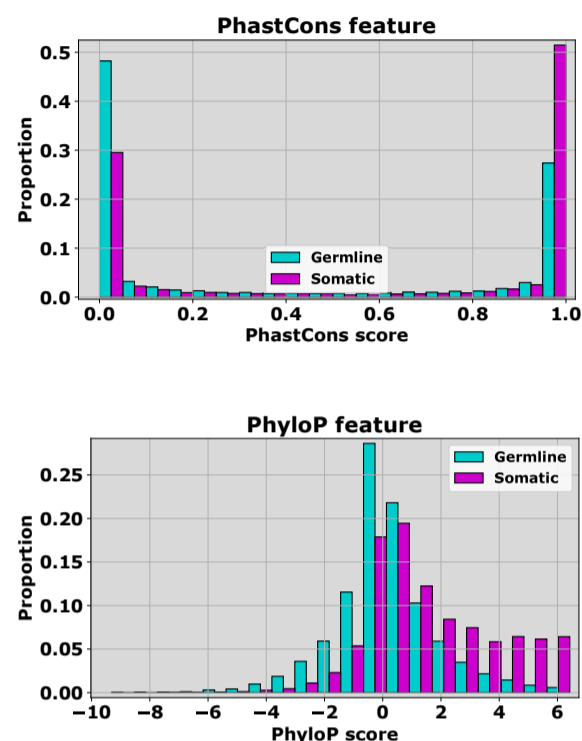 PhastCons feature
0.5
0.4
0.3
0.2
0.1
0.0
Proportion
Germline
Somatic
0.0 0.2 0.4 0.6 0.8 1.0
PhastCons score
PhyloP feature
0.25
0.20
0.15
0.10
0.05
0.00
Proportion
Germline
Somatic
−10 −8 −6 −4 −2 0 2 4 6
PhyloP score